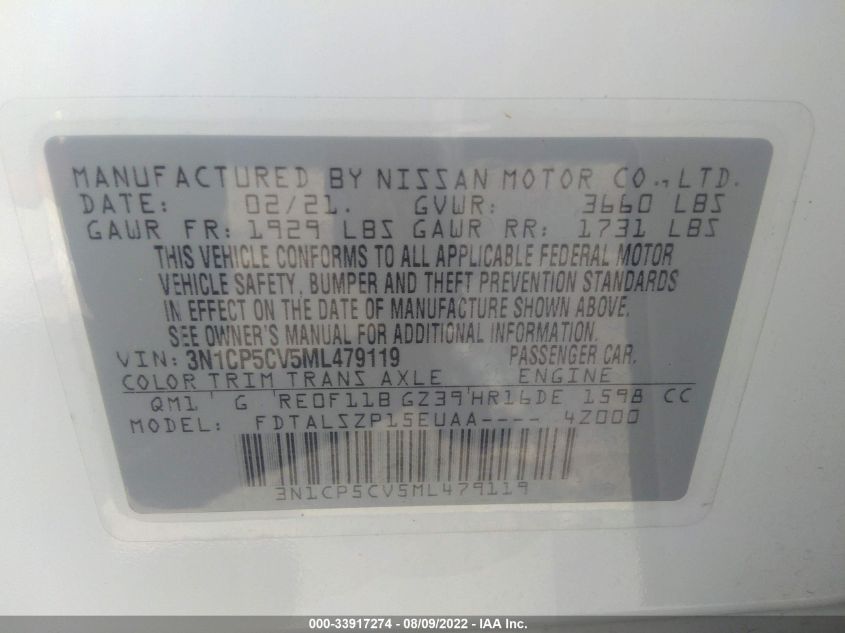 MANUFACTURED BY NISSAN MOTOR CO., LTD.
DATE: 02/21. GVWR: 3660 LBS
GAWR FR: 1929 LBS GAWR RR: 1731 LBS
THIS VEHICLE CONFORMS TO ALL APPLICABLE FEDERAL MOTOR
VEHICLE SAFETY, BUMPER AND THEFT PREVENTION STANDARDS
IN EFFECT ON THE DATE OF MANUFACTURE SHOWN ABOVE.
SEE OWNER'S MANUAL FOR ADDITIONAL INFORMATION.
VIN: 3N1CP5CV5ML479119 PASSENGER CAR.
COLOR TRIM TRANS AXLE ENGINE
QM1 G RE0F11B GZ39 HR16DE 1598 CC
MODEL: FDTALSZP15EUAA---- 4Z000
3N1CP5CV5ML479119
000-33917274 - 08/09/2022 - IAA Inc.